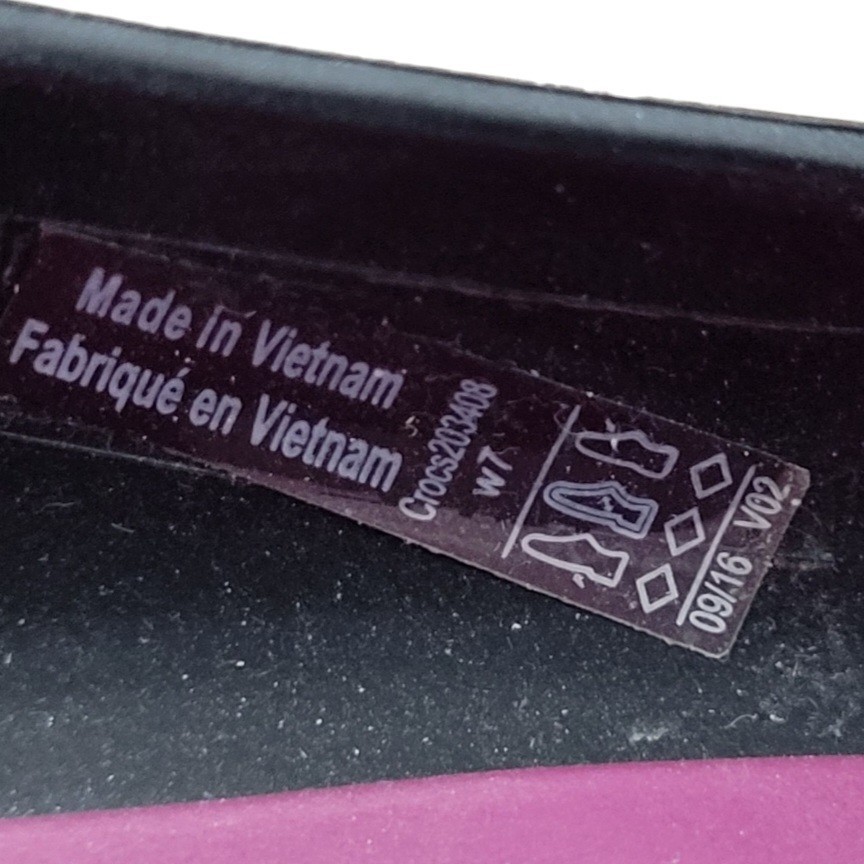 Made in Vietnam
Fabriqué en Vietnam
Crocs203408
w7
09/16 V02